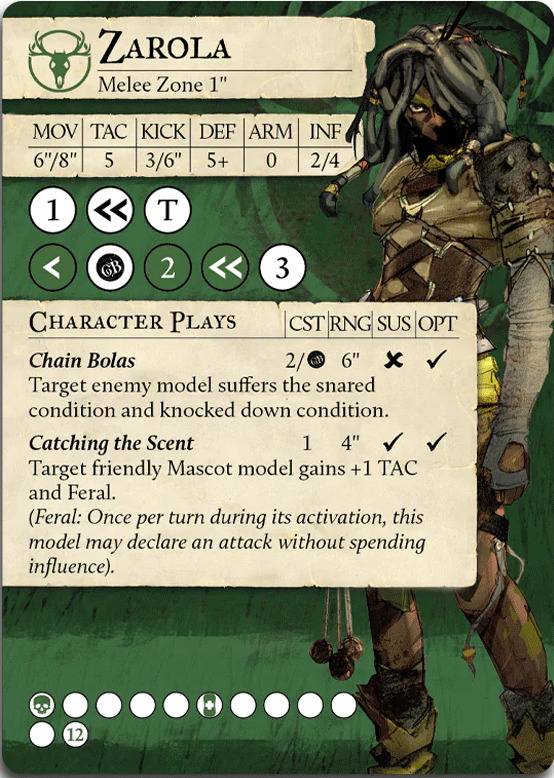 ZAROLA
Melee Zone 1"
MOV TAC KICK DEF ARM INF
6"/8" 5 3/6" 5+ 0 2/4
1 << T
< GB 2 << 3
CHARACTER PLAYS CST RNG SUS OPT
Chain Bolas 2/GB 6" ✘ ✓
Target enemy model suffers the snared
condition and knocked down condition.
Catching the Scent 1 4" ✓ ✓
Target friendly Mascot model gains +1 TAC
and Feral.
(Feral: Once per turn during its activation, this
model may declare an attack without spending
influence).
12